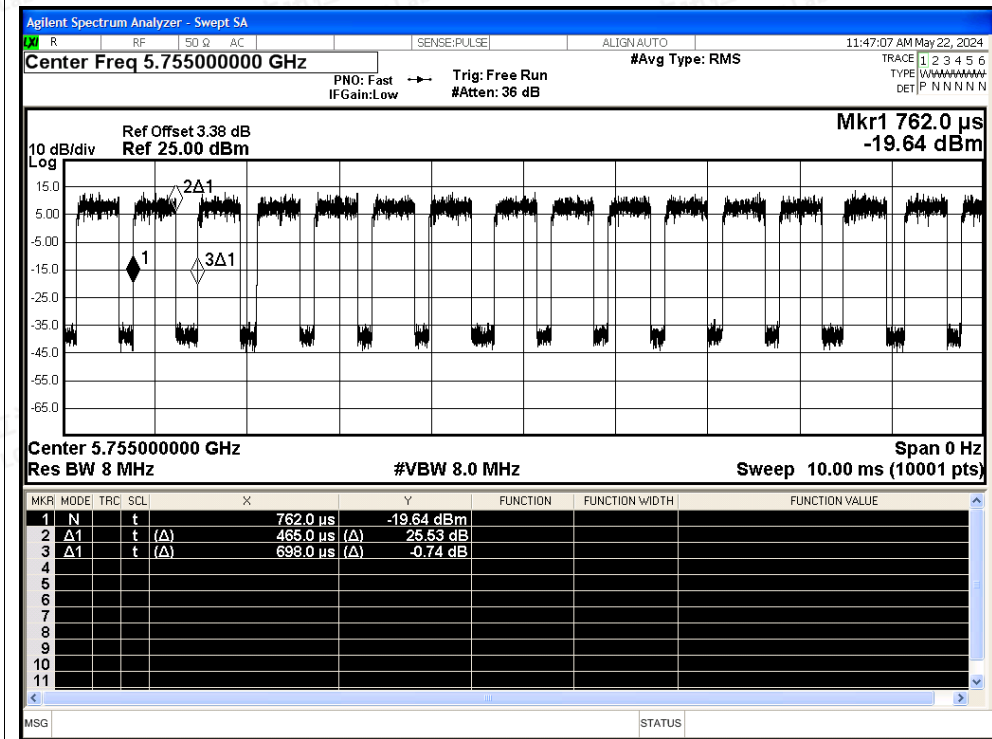 Agilent Spectrum Analyzer - Swept SA
LXI R RF 50 Ω AC SENSE:PULSE ALIGN AUTO 11:47:07 AM May 22, 2024
Center Freq 5.755000000 GHz #Avg Type: RMS TRACE 1 2 3 4 5 6
PNO: Fast Trig: Free Run TYPE W
IFGain:Low #Atten: 36 dB DET P N N N N N
Mkr1 762.0 µs
Ref Offset 3.38 dB
10 dB/div Ref 25.00 dBm -19.64 dBm
Log
15.0
2Δ1
5.00
-5.00
1 3Δ1
-15.0
-25.0
-35.0
-45.0
-55.0
-65.0
Center 5.755000000 GHz Span 0 Hz
Res BW 8 MHz #VBW 8.0 MHz Sweep 10.00 ms (10001 pts)
MKR MODE TRC SCL X Y FUNCTION FUNCTION WIDTH FUNCTION VALUE
1 N t 762.0 µs -19.64 dBm
2 Δ1 t (Δ) 465.0 µs (Δ) 25.53 dB
3 Δ1 t (Δ) 698.0 µs (Δ) -0.74 dB
4
5
6
7
8
9
10
11
MSG STATUS